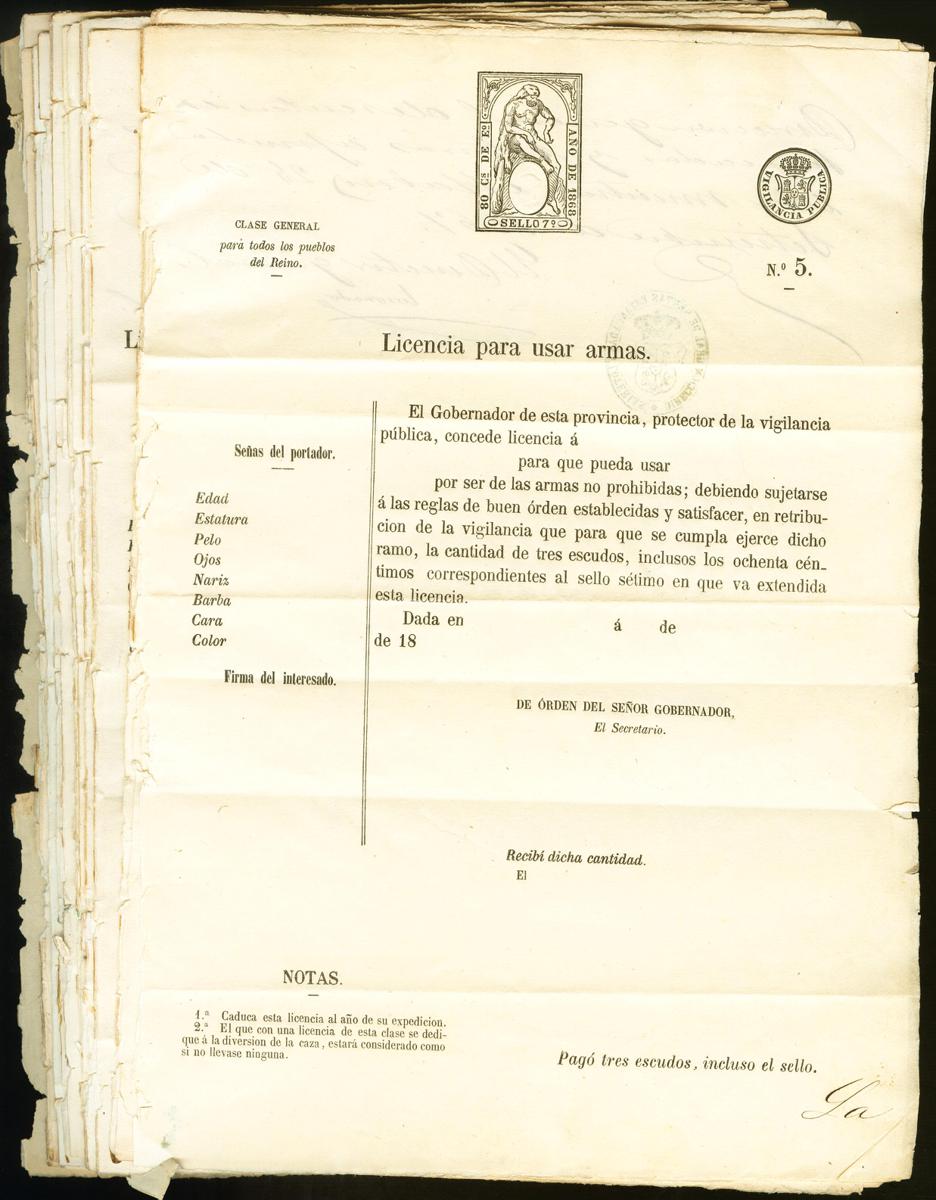 80 Cs DE Eo
AÑO DE 1868
SELLO 7º
VIGILANCIA PUBLICA
CLASE GENERAL
para todos los pueblos
del Reino.
N.º 5.
Licencia para usar armas.
El Gobernador de esta provincia, protector de la vigilancia
pública, concede licencia á
para que pueda usar
por ser de las armas no prohibidas; debiendo sujetarse
á las reglas de buen órden establecidas y satisfacer, en retribu-
cion de la vigilancia que para que se cumpla ejerce dicho
ramo, la cantidad de tres escudos, inclusos los ochenta cén-
timos correspondientes al sello sétimo en que va extendida
esta licencia.
Dada en á de
de 18
Señas del portador.
Edad
Estatura
Pelo
Ojos
Nariz
Barba
Cara
Color
Firma del interesado.
DE ÓRDEN DEL SEÑOR GOBERNADOR,
El Secretario.
Recibí dicha cantidad.
El
NOTAS.
1.ª Caduca esta licencia al año de su expedicion.
2.ª El que con una licencia de esta clase se dedi-
que á la diversion de la caza, estará considerado como
si no llevase ninguna.
Pagó tres escudos, incluso el sello.